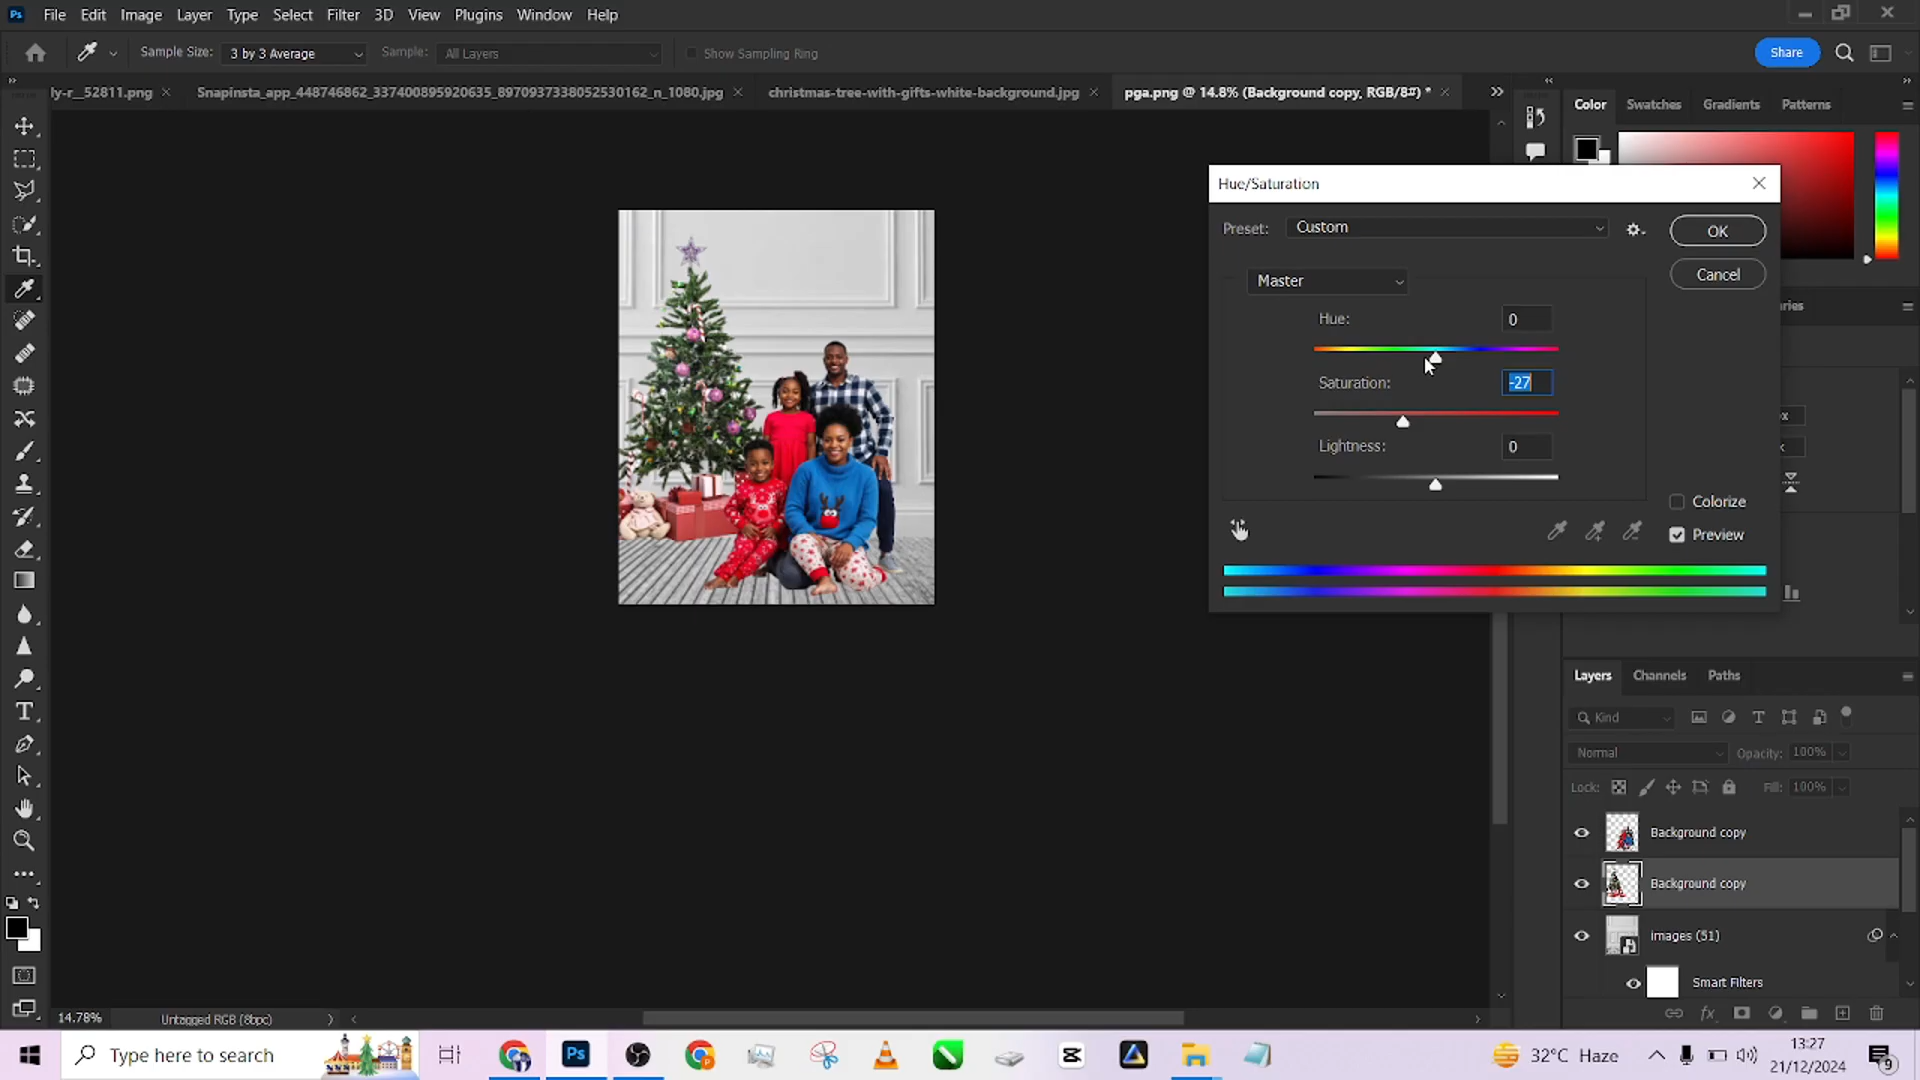 Ps File Edit Image Layer Type Select Filter 3D View Plugins Window Help
Sample Size: 3 by 3 Average Sample: All Layers Show Sampling Ring Share
ly-r__52811.png × Snapinsta_app_448746862_337400895920635_8970937338052530162_n_1080.jpg × christmas-tree-with-gifts-white-background.jpg × pga.png @ 14.8% (Background copy, RGB/8#) * ×
Color Swatches Gradients Patterns
Hue/Saturation
Preset: Custom OK
Master Cancel
Hue: 0
Saturation: -27
Lightness: 0
Colorize
Preview
raries
x
k
Layers Channels Paths
Kind
Normal Opacity: 100%
Lock: Fill: 100%
Background copy
Background copy
images (51)
Smart Filters
14.78% Untagged RGB (8bpc)
Type here to search Ps 32°C Haze 13:27
21/12/2024 9